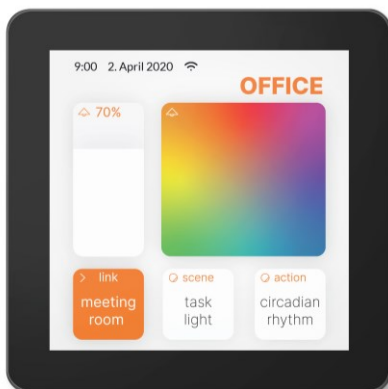 9:00 2. April 2020
OFFICE
70%
link
meeting
room
scene
task
light
action
circadian
rhythm